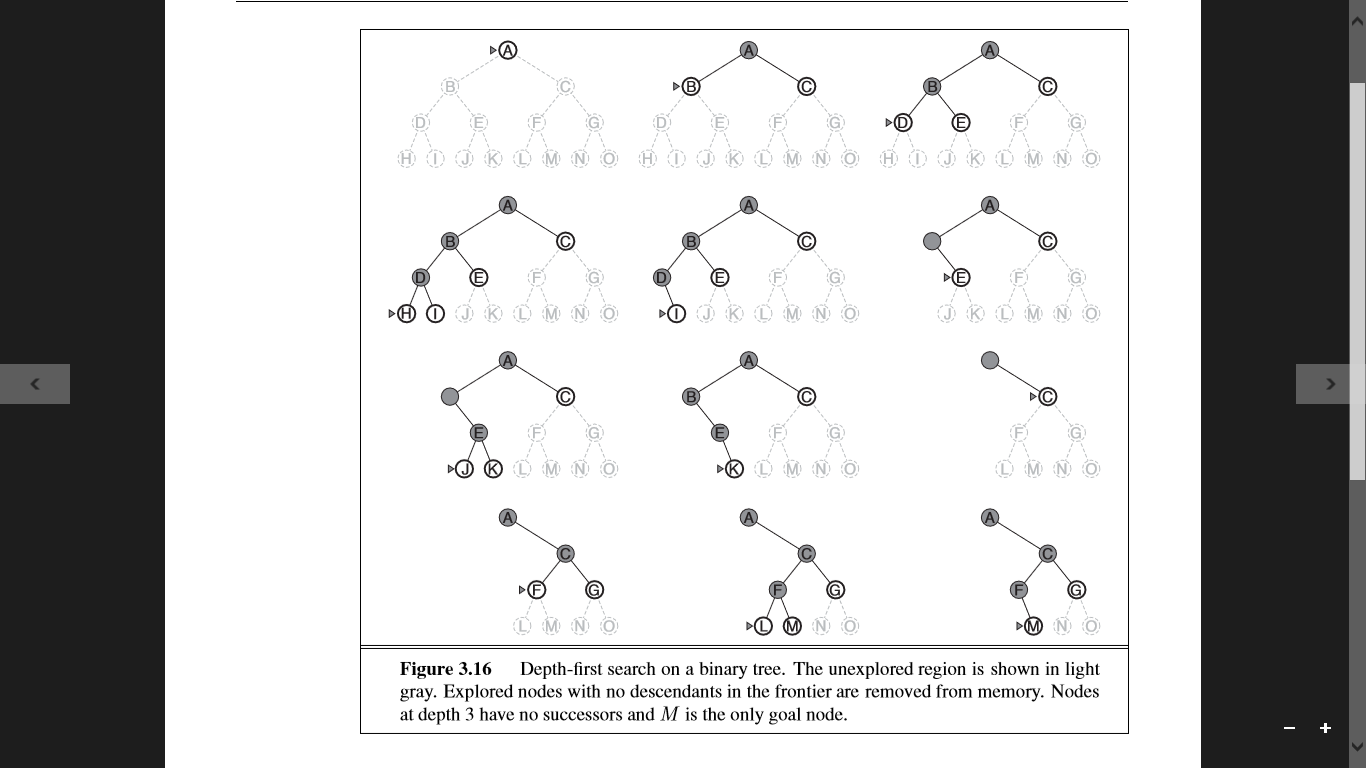 A A A
B C B C B C
D E F G D E F G D E F G
H I J K L M N O H I J K L M N O H I J K L M N O
A A A
B C B C C
D E F G D E F G E F G
H I J K L M N O I J K L M N O J K L M N O
A A
C B C C
E F G E F G F G
J K L M N O K L M N O L M N O
A A A
C C C
F G F G F G
L M N O L M N O M N O
Figure 3.16 Depth-first search on a binary tree. The unexplored region is shown in light
gray. Explored nodes with no descendants in the frontier are removed from memory. Nodes
at depth 3 have no successors and M is the only goal node.